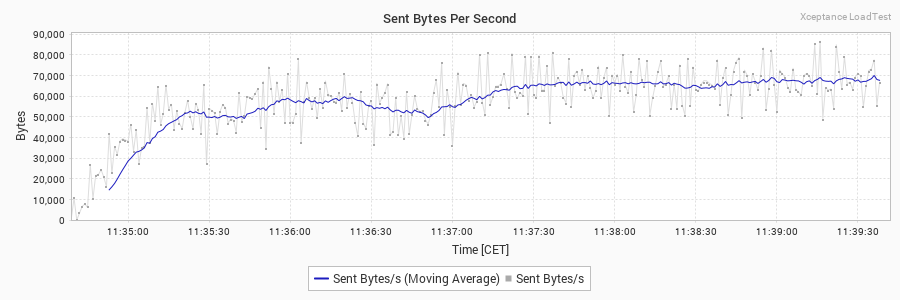 Sent Bytes Per Second
Xceptance LoadTest
90,000
80,000
70,000
60,000
50,000
40,000
30,000
20,000
10,000
0
Bytes
11:35:00 11:35:30 11:36:00 11:36:30 11:37:00 11:37:30 11:38:00 11:38:30 11:39:00 11:39:30
Time [CET]
Sent Bytes/s (Moving Average) Sent Bytes/s